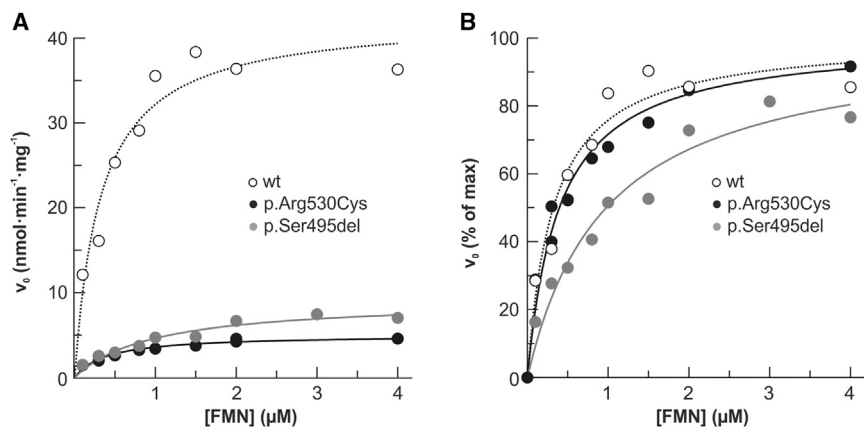 A
B
40
30
20
10
0
v₀ (nmol·min⁻¹·mg⁻¹)
wt
p.Arg530Cys
p.Ser495del
1
2
3
4
[FMN] (µM)
100
80
60
40
20
0
v₀ (% of max)
wt
p.Arg530Cys
p.Ser495del
1
2
3
4
[FMN] (µM)